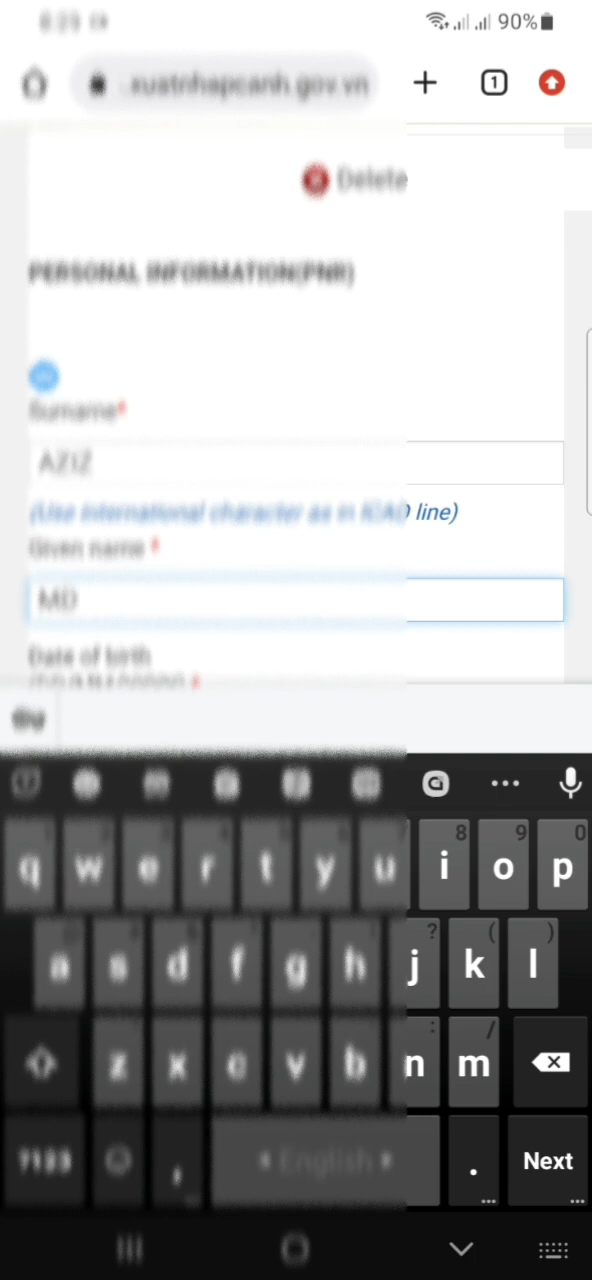 90%
.xuatnhapcanh.gov.vn
1
Delete
PERSONAL INFORMATION(PNR)
Surname*
AZIZ
(Use international character as in ICAO line)
Given name *
MD
Date of birth
q w e r t y u i o p
8 9 0
a s d f g h j k l
? ( )
z x c v b n m
: /
, English . Next